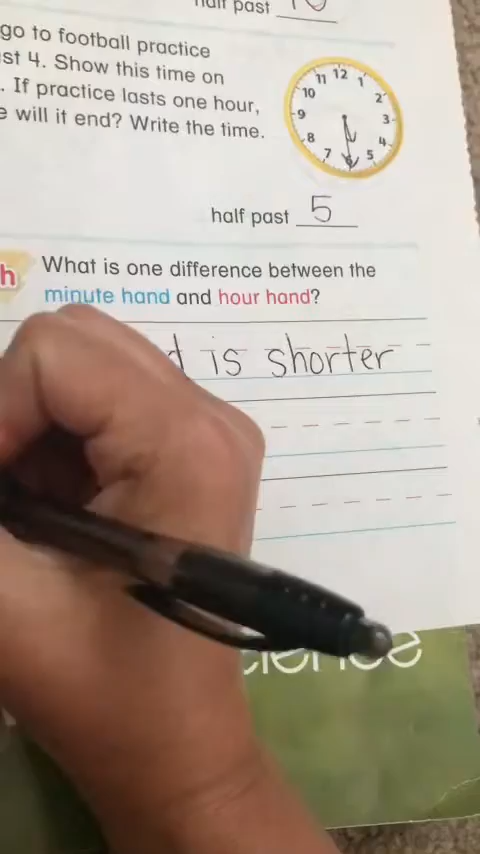 half past 10
go to football practice
st 4. Show this time on
. If practice lasts one hour,
e will it end? Write the time.
12
11 1
10 2
9 3
8 4
7 5
half past 5
h What is one difference between the
minute hand and hour hand?
d is shorter
cience